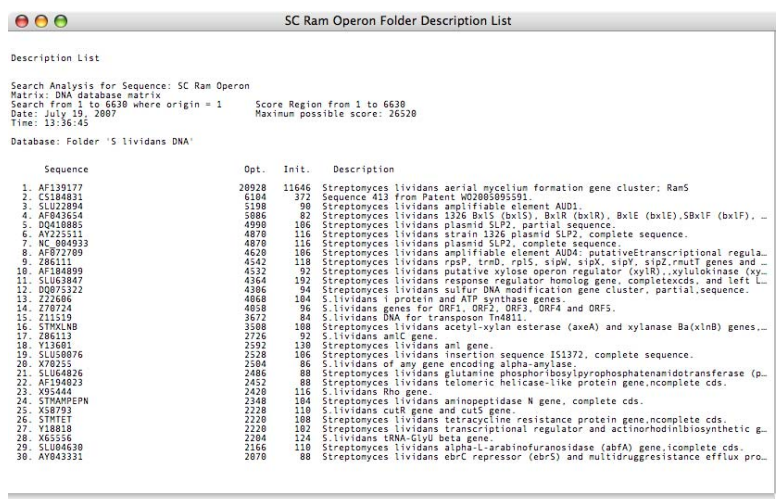 SC Ram Operon Folder Description List
Description List
Search Analysis for Sequence: SC Ram Operon
Matrix: DNA database matrix
Search from 1 to 6630 where origin = 1 Score Region from 1 to 6630
Date: July 19, 2007 Maximum possible score: 26520
Time: 13:36:45
Database: Folder 'S lividans DNA'
Sequence Opt. Init. Description
1. AF139177 20928 11646 Streptomyces lividans aerial mycelium formation gene cluster; RamS
2. CS184831 6104 372 Sequence 413 from Patent WO2005095591.
3. SLU22894 5198 90 Streptomyces lividans amplifiable element AUD1.
4. AF043654 5086 82 Streptomyces lividans 1326 BxlS (bxlS), BxlR (bxlR), BxlE (bxlE),SBxlF (bxlF), …
5. DQ410885 4990 106 Streptomyces lividans plasmid SLP2, partial sequence.
6. AY225511 4870 116 Streptomyces lividans strain 1326 plasmid SLP2, complete sequence.
7. NC_004933 4870 116 Streptomyces lividans plasmid SLP2, complete sequence.
8. AF072709 4620 106 Streptomyces lividans amplifiable element AUD4: putativeEtranscriptional regula…
9. Z86111 4542 118 Streptomyces lividans rpsP, trmD, rplS, sipW, sipX, sipY, sipZ,rmutT genes and …
10. AF184899 4532 92 Streptomyces lividans putative xylose operon regulator (xylR),,xylulokinase (xy…
11. SLU63847 4364 192 Streptomyces lividans response regulator homolog gene, completexcds, and left L…
12. DQ075322 4306 94 Streptomyces lividans sulfur DNA modification gene cluster, partial,sequence.
13. Z22606 4068 104 S.lividans i protein and ATP synthase genes.
14. Z70724 4058 96 S.lividans genes for ORF1, ORF2, ORF3, ORF4 and ORF5.
15. Z11519 3672 84 S.lividans DNA for transposon Tn4811.
16. STMXLNB 3508 108 Streptomyces lividans acetyl-xylan esterase (axeA) and xylanase Ba(xlnB) genes,…
17. Z86113 2726 92 S.lividans amlC gene.
18. Y13601 2592 130 Streptomyces lividans aml gene.
19. SLU50076 2528 106 Streptomyces lividans insertion sequence IS1372, complete sequence.
20. X70255 2504 86 S.lividans of amy gene encoding alpha-amylase.
21. SLU64826 2486 88 Streptomyces lividans glutamine phosphoribosylpyrophosphatenamidotransferase (p…
22. AF194023 2452 88 Streptomyces lividans telomeric helicase-like protein gene,ncomplete cds.
23. X95444 2420 116 S.lividans Rho gene.
24. STMAMPEPN 2348 104 Streptomyces lividans aminopeptidase N gene, complete cds.
25. X58793 2228 110 S.lividans cutR gene and cutS gene.
26. STMTET 2220 108 Streptomyces lividans tetracycline resistance protein gene,ncomplete cds.
27. Y18818 2220 102 Streptomyces lividans transcriptional regulator and actinorhodinlbiosynthetic g…
28. X65556 2204 124 S.lividans tRNA-GlyU beta gene.
29. SLU04630 2166 110 Streptomyces lividans alpha-L-arabinofuranosidase (abfA) gene,icomplete cds.
30. AY043331 2070 88 Streptomyces lividans ebrC repressor (ebrS) and multidruggresistance efflux pro…